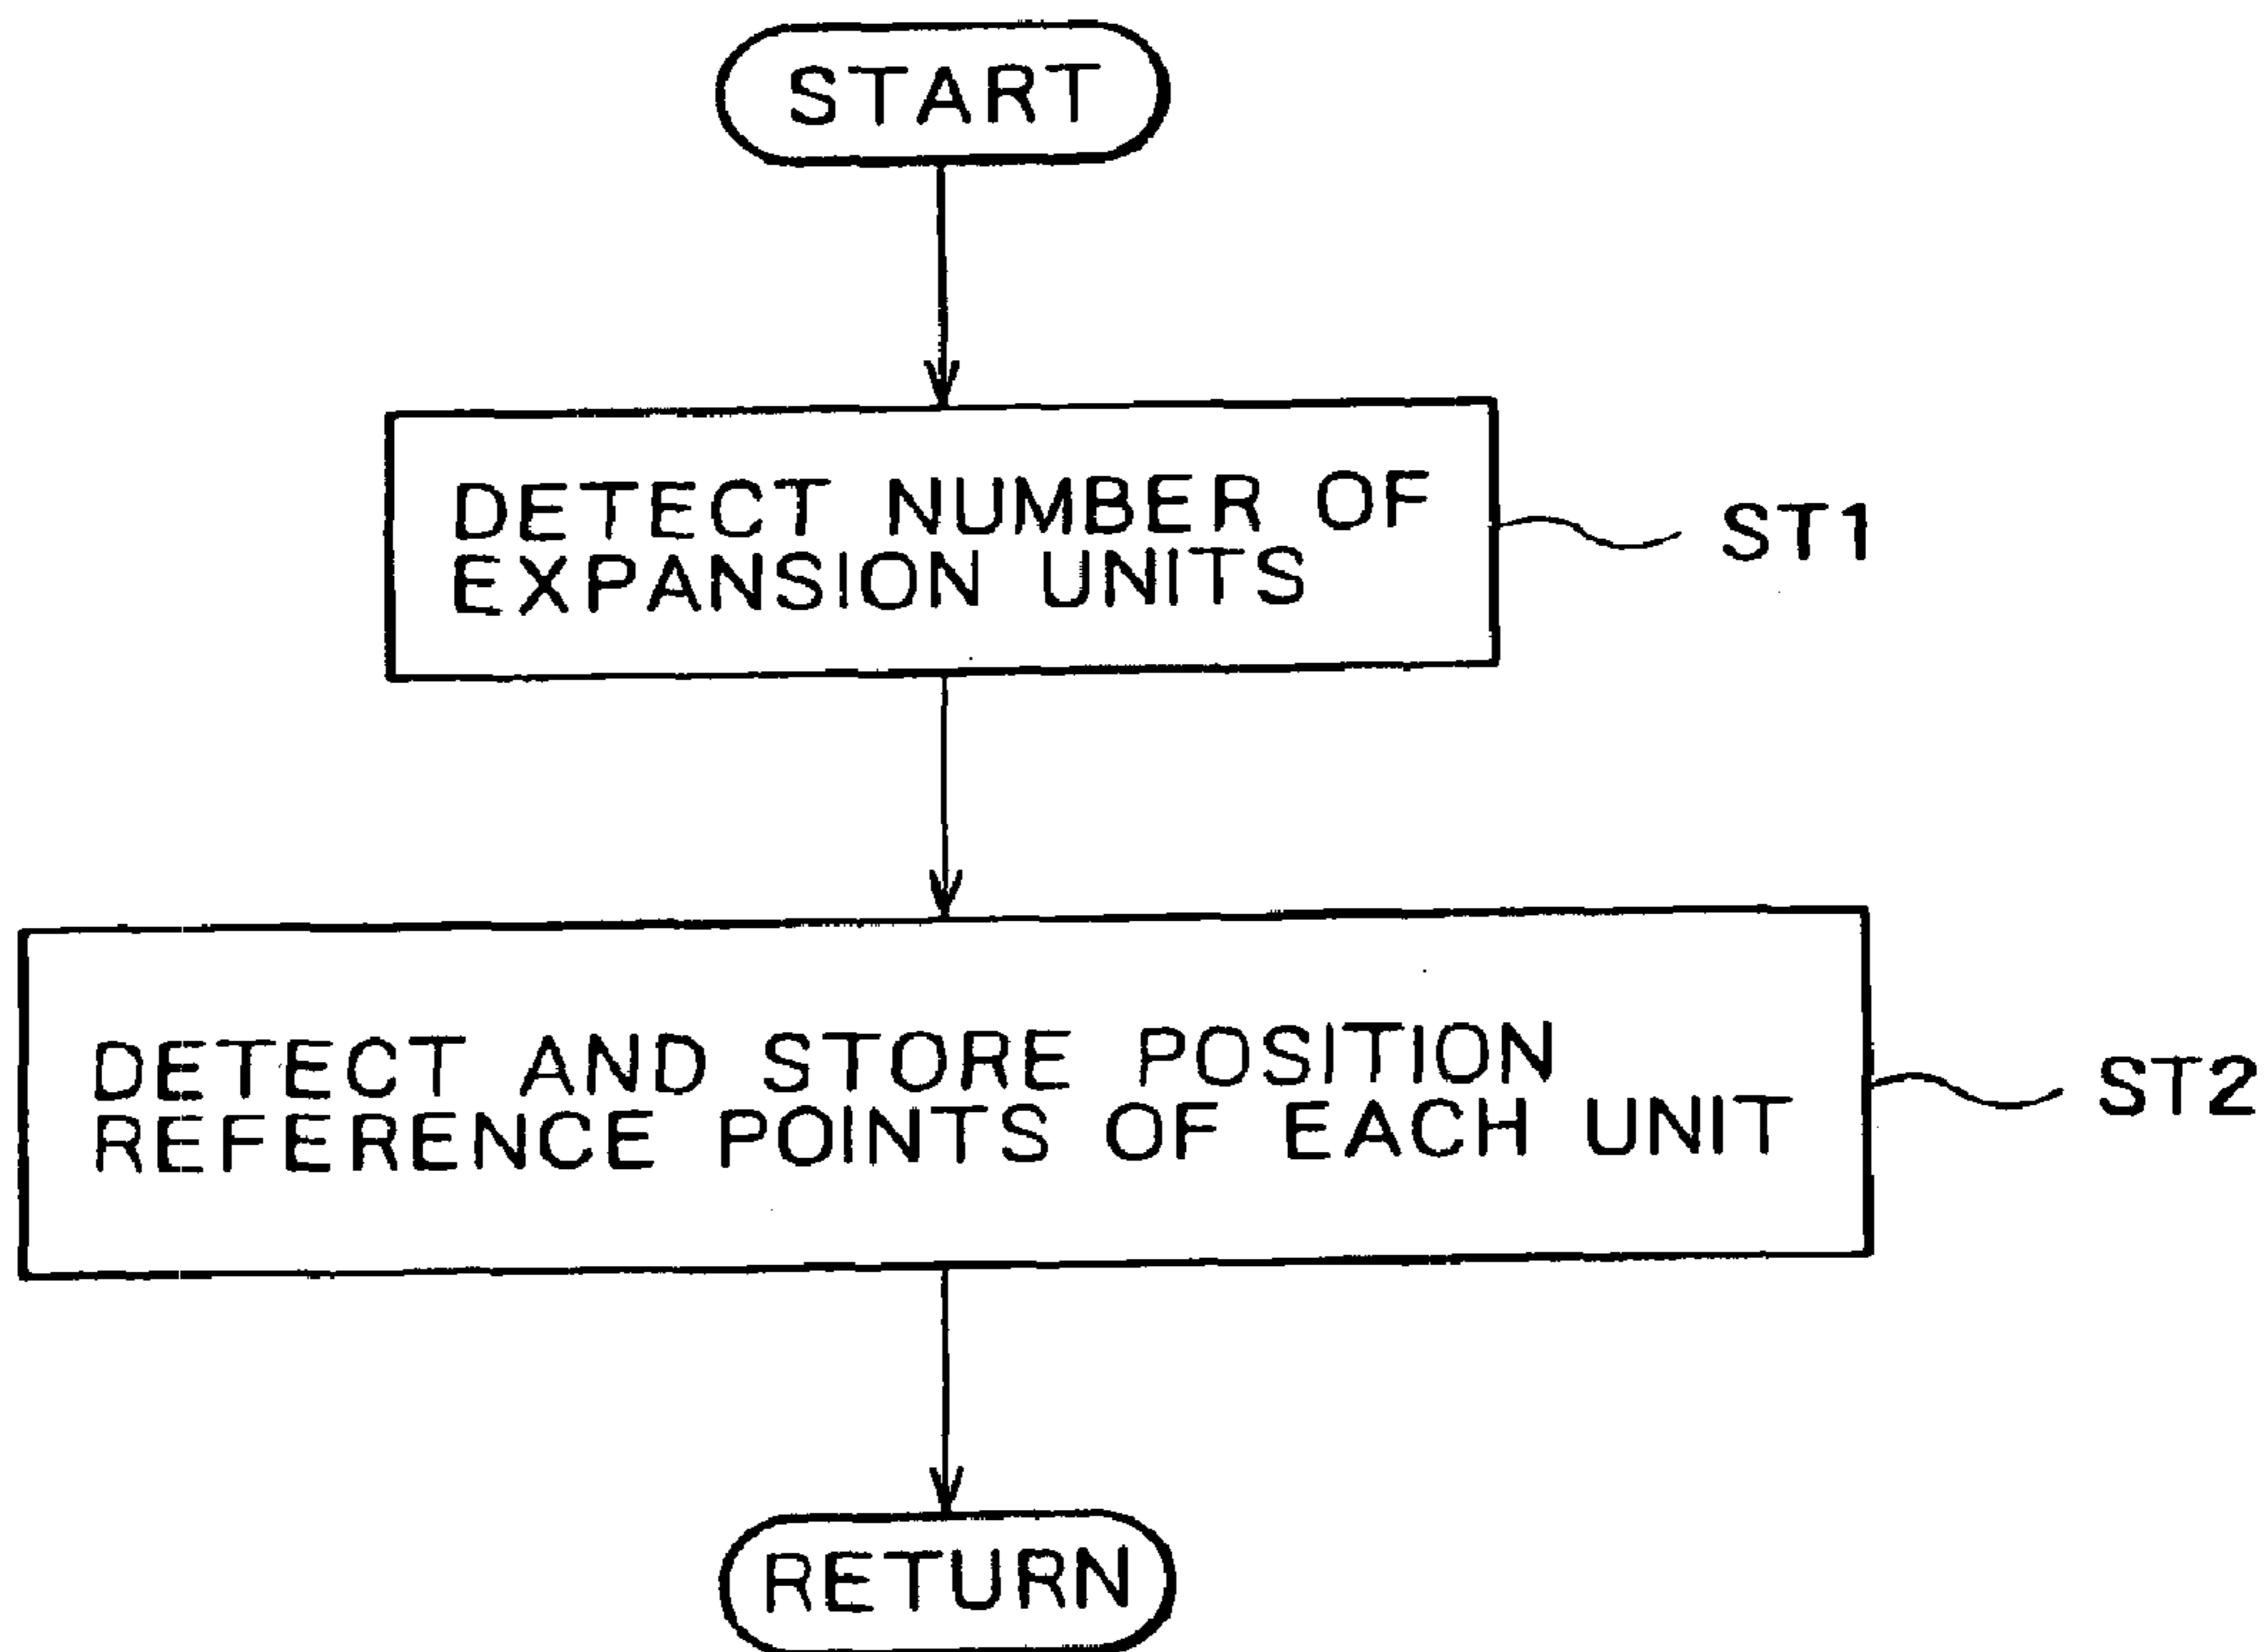 START
DETECT NUMBER OF
EXPANSION UNITS
ST1
DETECT AND STORE POSITION
REFERENCE POINTS OF EACH UNIT
ST2
RETURN